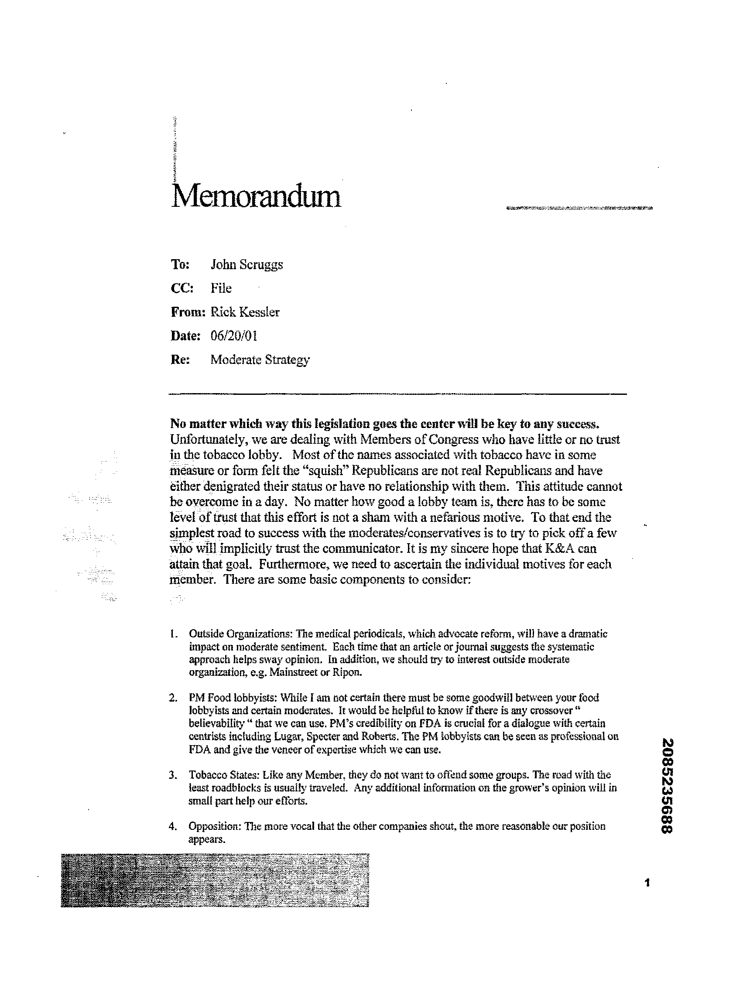 Memorandum
To: John Scruggs
CC: File
From: Rick Kessler
Date: 06/20/01
Re: Moderate Strategy
No matter which way this legislation goes the center will be key to any success.
Unfortunately, we are dealing with Members of Congress who have little or no trust
in the tobacco lobby. Most of the names associated with tobacco have in some
measure or form felt the "squish" Republicans are not real Republicans and have
either denigrated their status or have no relationship with them. This attitude cannot
be overcome in a day. No matter how good a lobby team is, there has to be some
level of trust that this effort is not a sham with a nefarious motive. To that end the
simplest road to success with the moderates/conservatives is to try to pick off a few
who will implicitly trust the communicator. It is my sincere hope that K&A can
attain that goal. Furthermore, we need to ascertain the individual motives for each
member. There are some basic components to consider:
1. Outside Organizations: The medical periodicals, which advocate reform, will have a dramatic
impact on moderate sentiment. Each time that an article or journal suggests the systematic
approach helps sway opinion. In addition, we should try to interest outside moderate
organization, e.g. Mainstreet or Ripon.
2. PM Food lobbyists: While I am not certain there must be some goodwill between your food
lobbyists and certain moderates. It would be helpful to know if there is any crossover "
believability " that we can use. PM's credibility on FDA is crucial for a dialogue with certain
centrists including Lugar, Specter and Roberts. The PM lobbyists can be seen as professional on
FDA and give the veneer of expertise which we can use.
3. Tobacco States: Like any Member, they do not want to offend some groups. The road with the
least roadblocks is usually traveled. Any additional information on the grower's opinion will in
small part help our efforts.
4. Opposition: The more vocal that the other companies shout, the more reasonable our position
appears.
2085235688
1